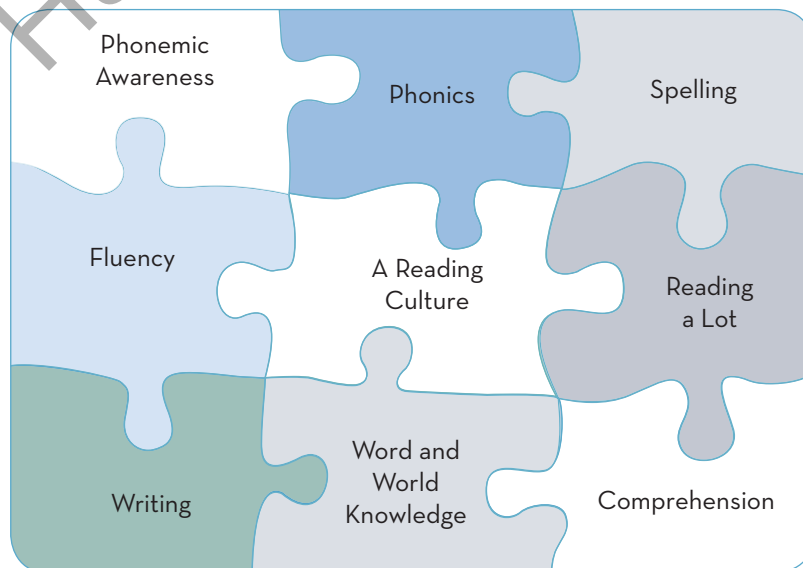 Phonemic
Awareness
Phonics
Spelling
Fluency
A Reading
Culture
Reading
a Lot
Writing
Word and
World
Knowledge
Comprehension